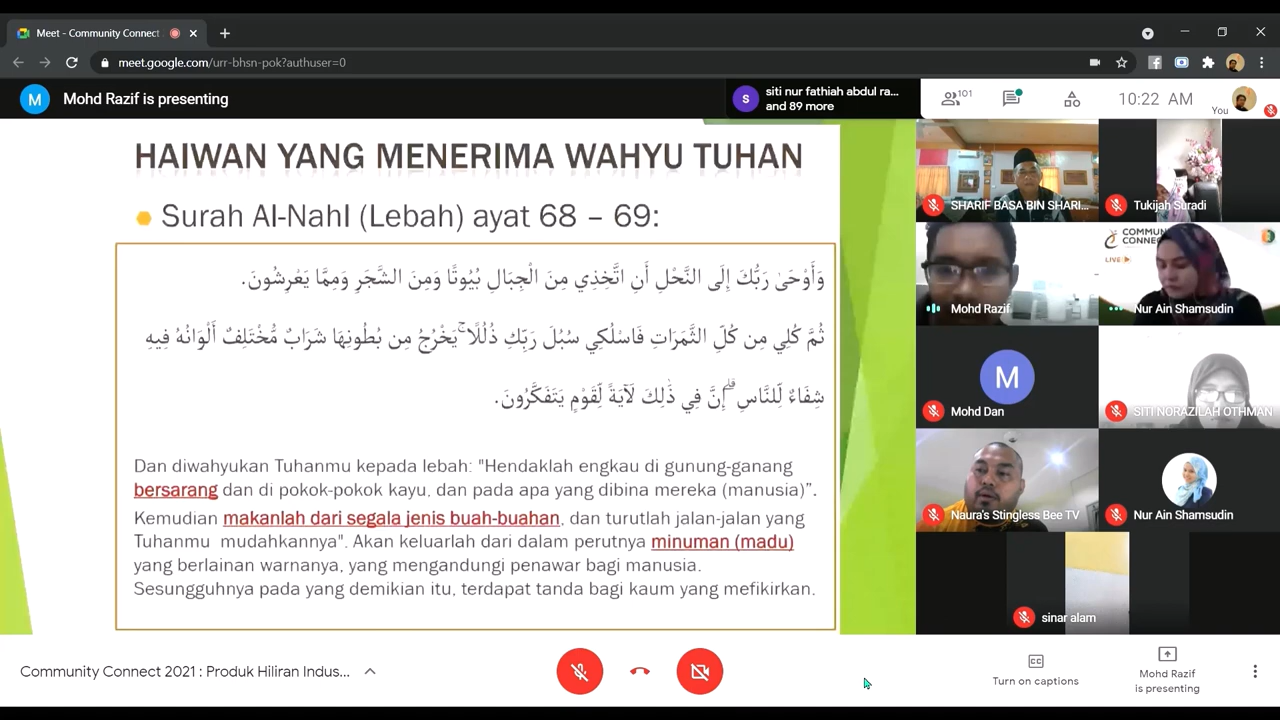 Meet - Community Connect
meet.google.com/urr-bhsn-pok?authuser=0
M
Mohd Razif is presenting
s
siti nur fathiah abdul ra...
and 89 more
101
10:22 AM
You
HAIWAN YANG MENERIMA WAHYU TUHAN
Surah Al-Nahl (Lebah) ayat 68 – 69:
وَأَوْحَىٰ رَبُّكَ إِلَى النَّحْلِ أَنِ اتَّخِذِي مِنَ الْجِبَالِ بُيُوتًا وَمِنَ الشَّجَرِ وَمِمَّا يَعْرِشُونَ.
ثُمَّ كُلِي مِن كُلِّ الثَّمَرَاتِ فَاسْلُكِي سُبُلَ رَبِّكِ ذُلُلًا ۚ يَخْرُجُ مِن بُطُونِهَا شَرَابٌ مُّخْتَلِفٌ أَلْوَانُهُ فِيهِ
شِفَاءٌ لِّلنَّاسِ ۗ إِنَّ فِي ذَٰلِكَ لَآيَةً لِّقَوْمٍ يَتَفَكَّرُونَ.
Dan diwahyukan Tuhanmu kepada lebah: "Hendaklah engkau di gunung-ganang
bersarang dan di pokok-pokok kayu, dan pada apa yang dibina mereka (manusia)”.
Kemudian makanlah dari segala jenis buah-buahan, dan turutlah jalan-jalan yang
Tuhanmu mudahkannya". Akan keluarlah dari dalam perutnya minuman (madu)
yang berlainan warnanya, yang mengandungi penawar bagi manusia.
Sesungguhnya pada yang demikian itu, terdapat tanda bagi kaum yang mefikirkan.
SHARIF BASA BIN SHARI...
Tukijah Suradi
Mohd Razif
COMMUN
CONNEC
LIVE
Nur Ain Shamsudin
M
Mohd Dan
SITI NORAZILAH OTHMAN
Naura's Stingless Bee TV
Nur Ain Shamsudin
sinar alam
Community Connect 2021 : Produk Hiliran Indus...
CC
Turn on captions
Mohd Razif
is presenting